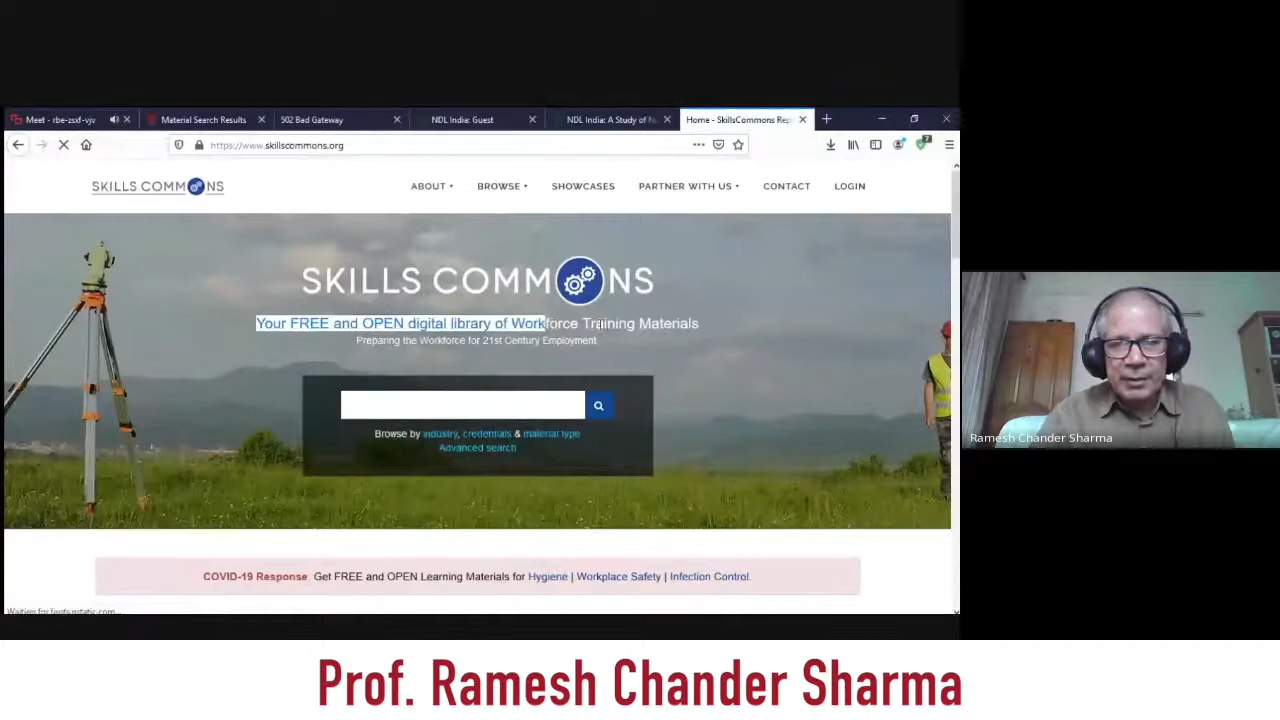 Meet - rbe-zsxf-vjv
Material Search Results
502 Bad Gateway
NDL India: Guest
NDL India: A Study of N
Home - SkillsCommons Rep
https://www.skillscommons.org
7
SKILLS COMMONS
ABOUT
BROWSE
SHOWCASES
PARTNER WITH US
CONTACT
LOGIN
SKILLS COMMONS
Your FREE and OPEN digital library of Workforce Training Materials
Preparing the Workforce for 21st Century Employment
Browse by industry, credentials & material type
Advanced search
COVID-19 Response: Get FREE and OPEN Learning Materials for Hygiene | Workplace Safety | Infection Control.
Ramesh Chander Sharma
Prof. Ramesh Chander Sharma